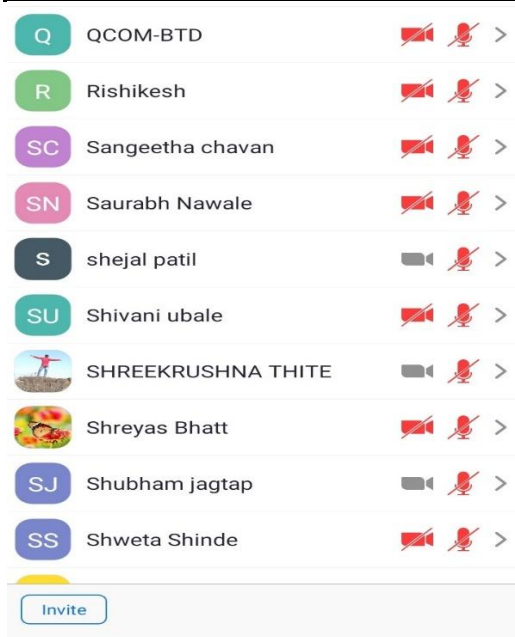 Q QCOM-BTD
R Rishikesh
SC Sangeetha chavan
SN Saurabh Nawale
S shejal patil
SU Shivani ubale
SHREEKRUSHNA THITE
Shreyas Bhatt
SJ Shubham jagtap
SS Shweta Shinde
Invite